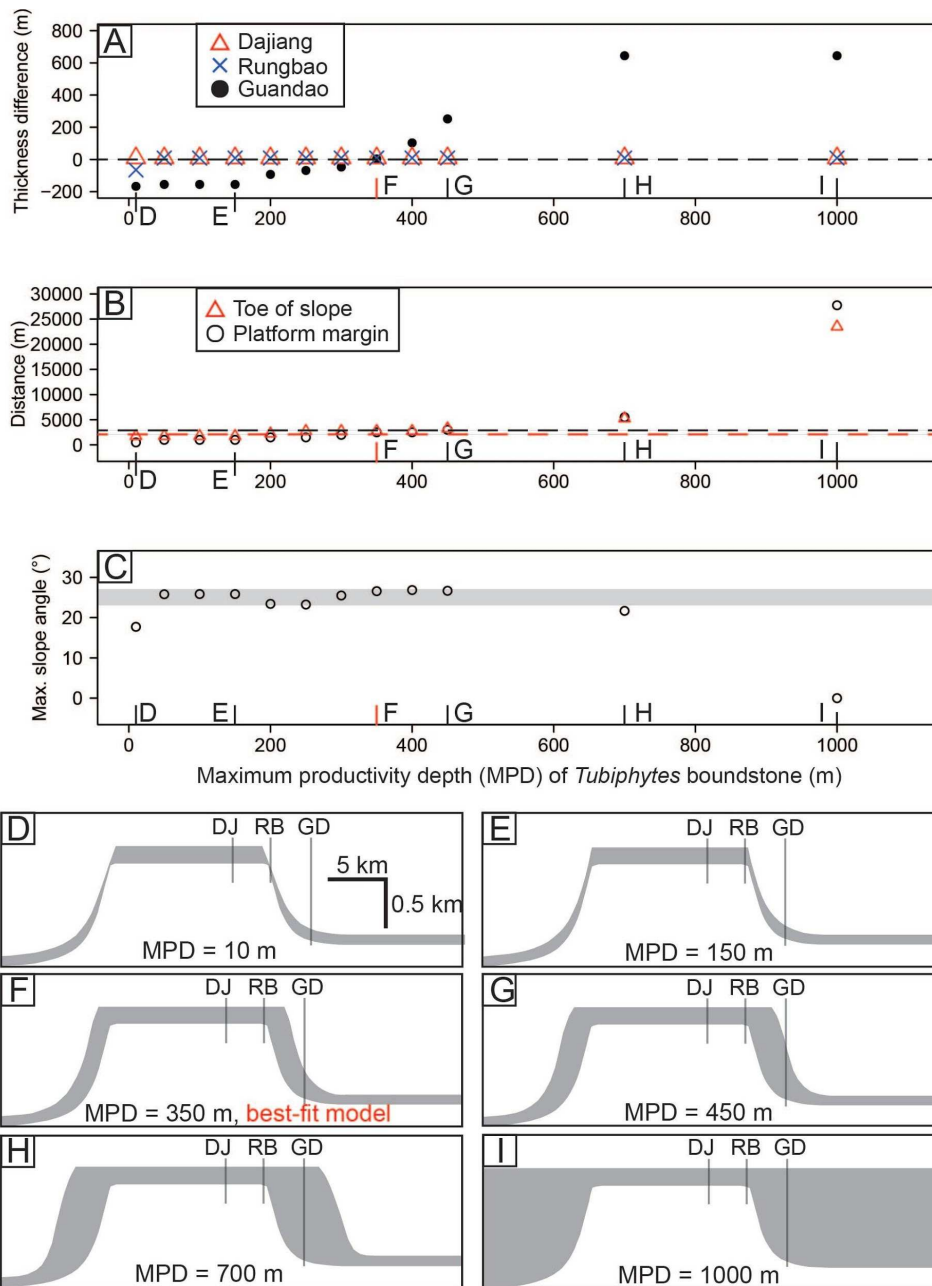 A
Thickness difference (m)
800
600
400
200
0
−200
Dajiang
Rungbao
Guandao
D
E
F
G
H
I
0
200
400
600
800
1000
B
Distance (m)
30000
25000
20000
15000
10000
5000
0
Toe of slope
Platform margin
D
E
F
G
H
I
0
200
400
600
800
1000
C
Max. slope angle (°)
30
20
10
0
D
E
F
G
H
I
0
200
400
600
800
1000
Maximum productivity depth (MPD) of Tubiphytes boundstone (m)
D
DJ RB GD
5 km
0.5 km
MPD = 10 m
E
DJ RB GD
MPD = 150 m
F
DJ RB GD
MPD = 350 m, best-fit model
G
DJ RB GD
MPD = 450 m
H
DJ RB GD
MPD = 700 m
I
DJ RB GD
MPD = 1000 m